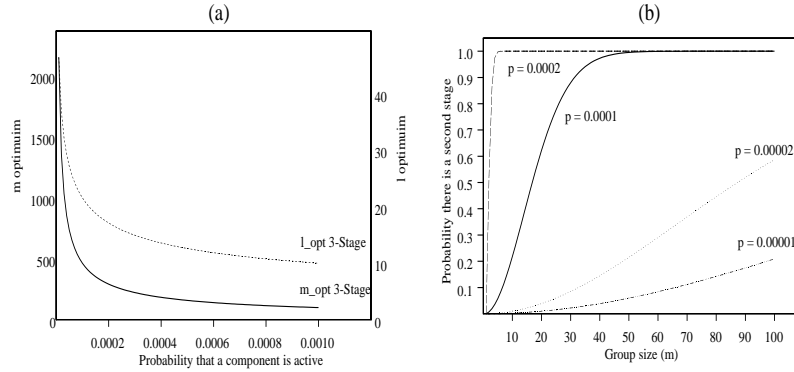 (a)
m optimuim
2000
1500
1000
500
0
l optimuim
40
30
20
10
0
l_opt 3-Stage
m_opt 3-Stage
0.0002 0.0004 0.0006 0.0008 0.0010
Probability that a component is active
(b)
Probability there is a second stage
1.0
0.9
0.8
0.7
0.6
0.5
0.4
0.3
0.2
0.1
p = 0.0002
p = 0.0001
p = 0.00002
p = 0.00001
10 20 30 40 50 60 70 80 90 100
Group size (m)